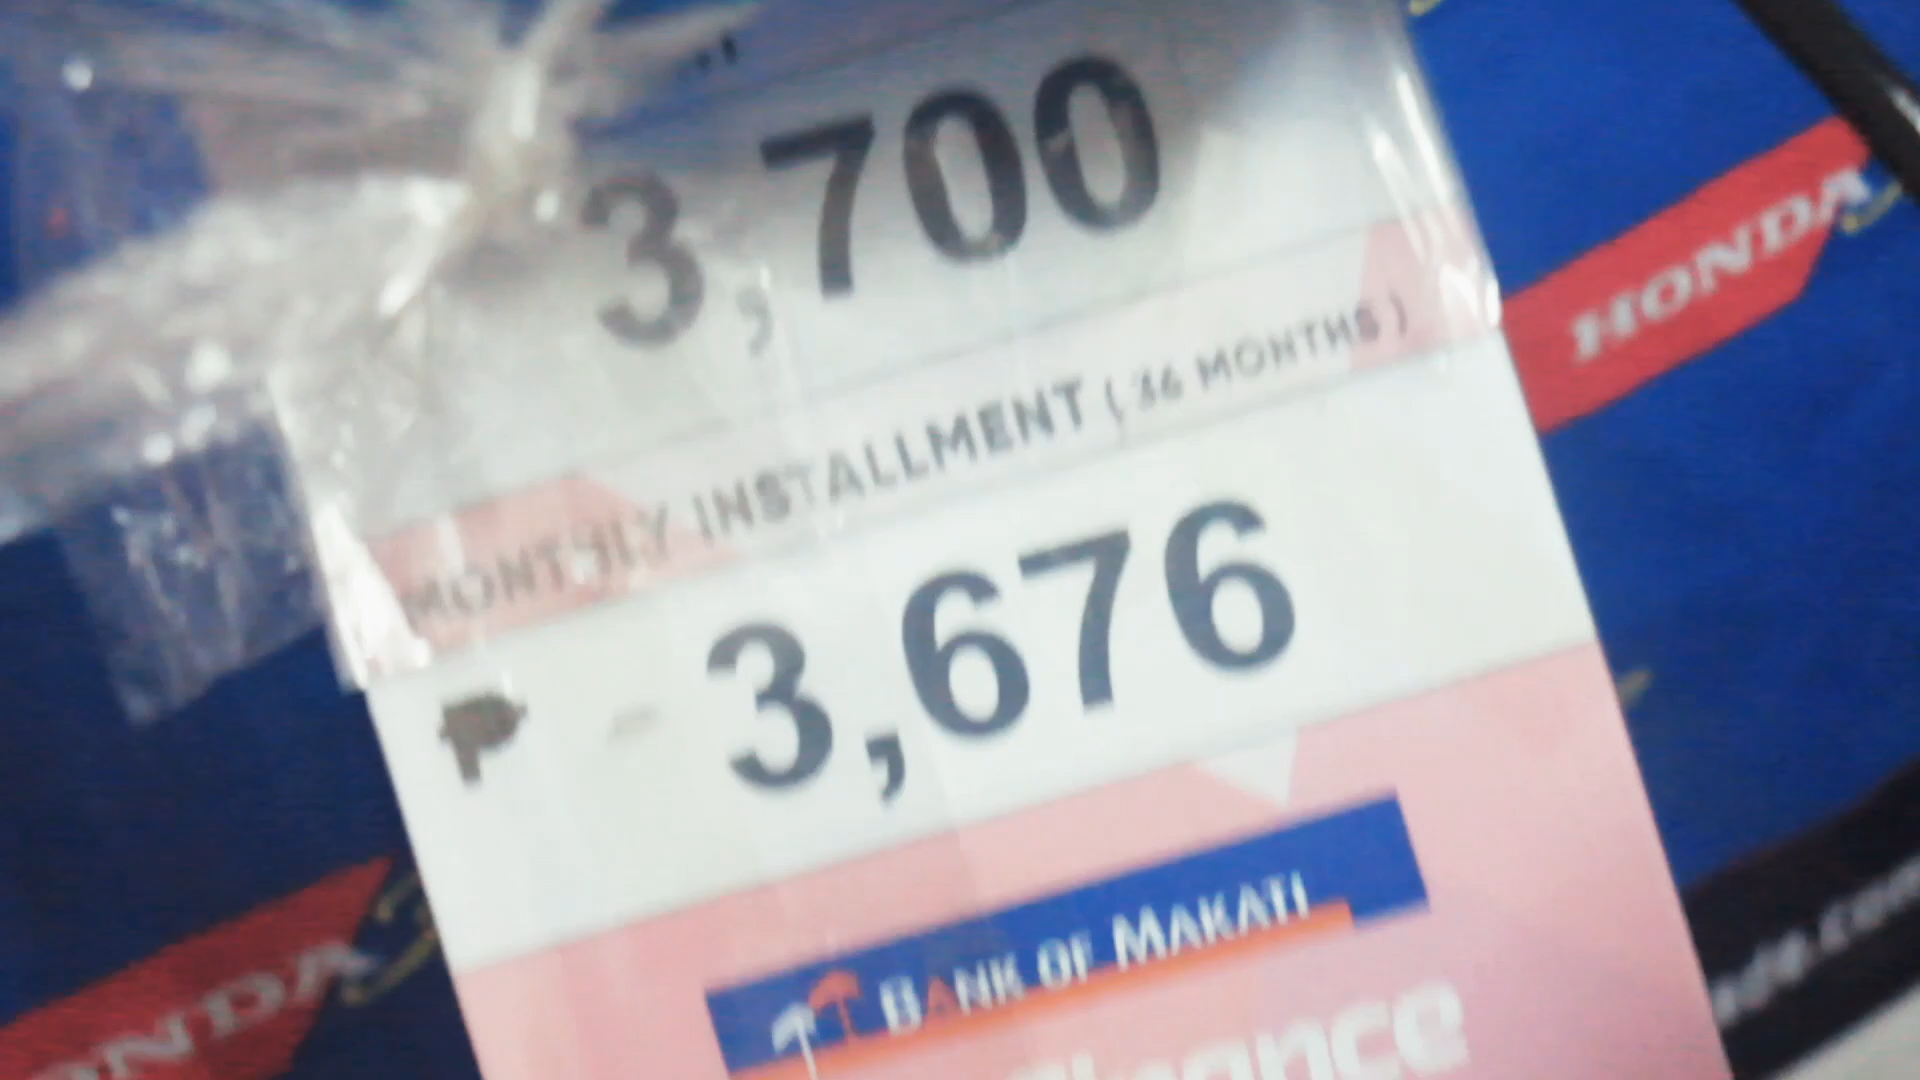 3,700
HONDA
MONTHLY INSTALLMENT ( 36 MONTHS )
₱ 3,676
BANK OF MAKATI
HONDA